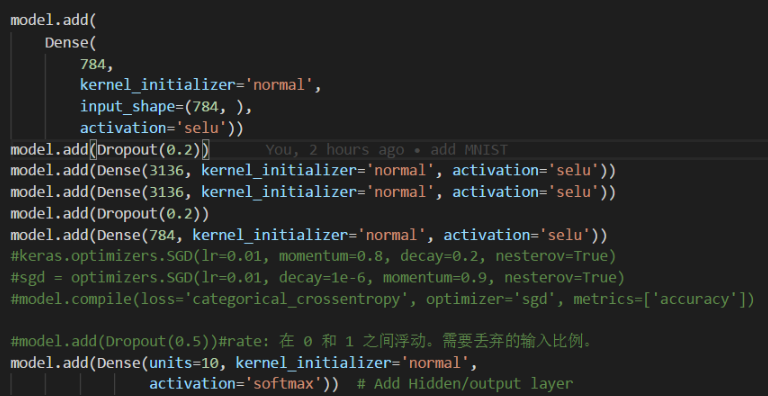 model.add(
    Dense(
        784,
        kernel_initializer='normal',
        input_shape=(784, ),
        activation='selu'))
model.add(Dropout(0.2))      You, 2 hours ago • add MNIST
model.add(Dense(3136, kernel_initializer='normal', activation='selu'))
model.add(Dense(3136, kernel_initializer='normal', activation='selu'))
model.add(Dropout(0.2))
model.add(Dense(784, kernel_initializer='normal', activation='selu'))
#keras.optimizers.SGD(lr=0.01, momentum=0.8, decay=0.2, nesterov=True)
#sgd = optimizers.SGD(lr=0.01, decay=1e-6, momentum=0.9, nesterov=True)
#model.compile(loss='categorical_crossentropy', optimizer='sgd', metrics=['accuracy'])
#model.add(Dropout(0.5))#rate: 在 0 和 1 之间浮动。需要丢弃的输入比例。
model.add(Dense(units=10, kernel_initializer='normal',
                activation='softmax'))  # Add Hidden/output layer